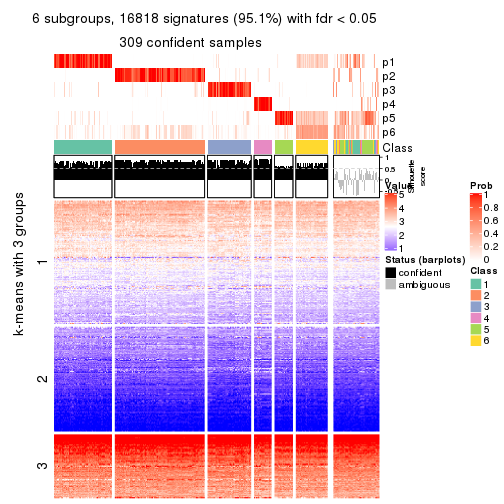 6 subgroups, 16818 signatures (95.1%) with fdr < 0.05
309 confident samples
p1
p2
p3
p4
p5
p6
Class
1
0.5
0
0.5
Silhouette
score
k-means with 3 groups
1
2
3
Value
5
4
3
2
1
Status (barplots)
confident
ambiguous
Prob
1
0.8
0.6
0.4
0.2
0
Class
1
2
3
4
5
6